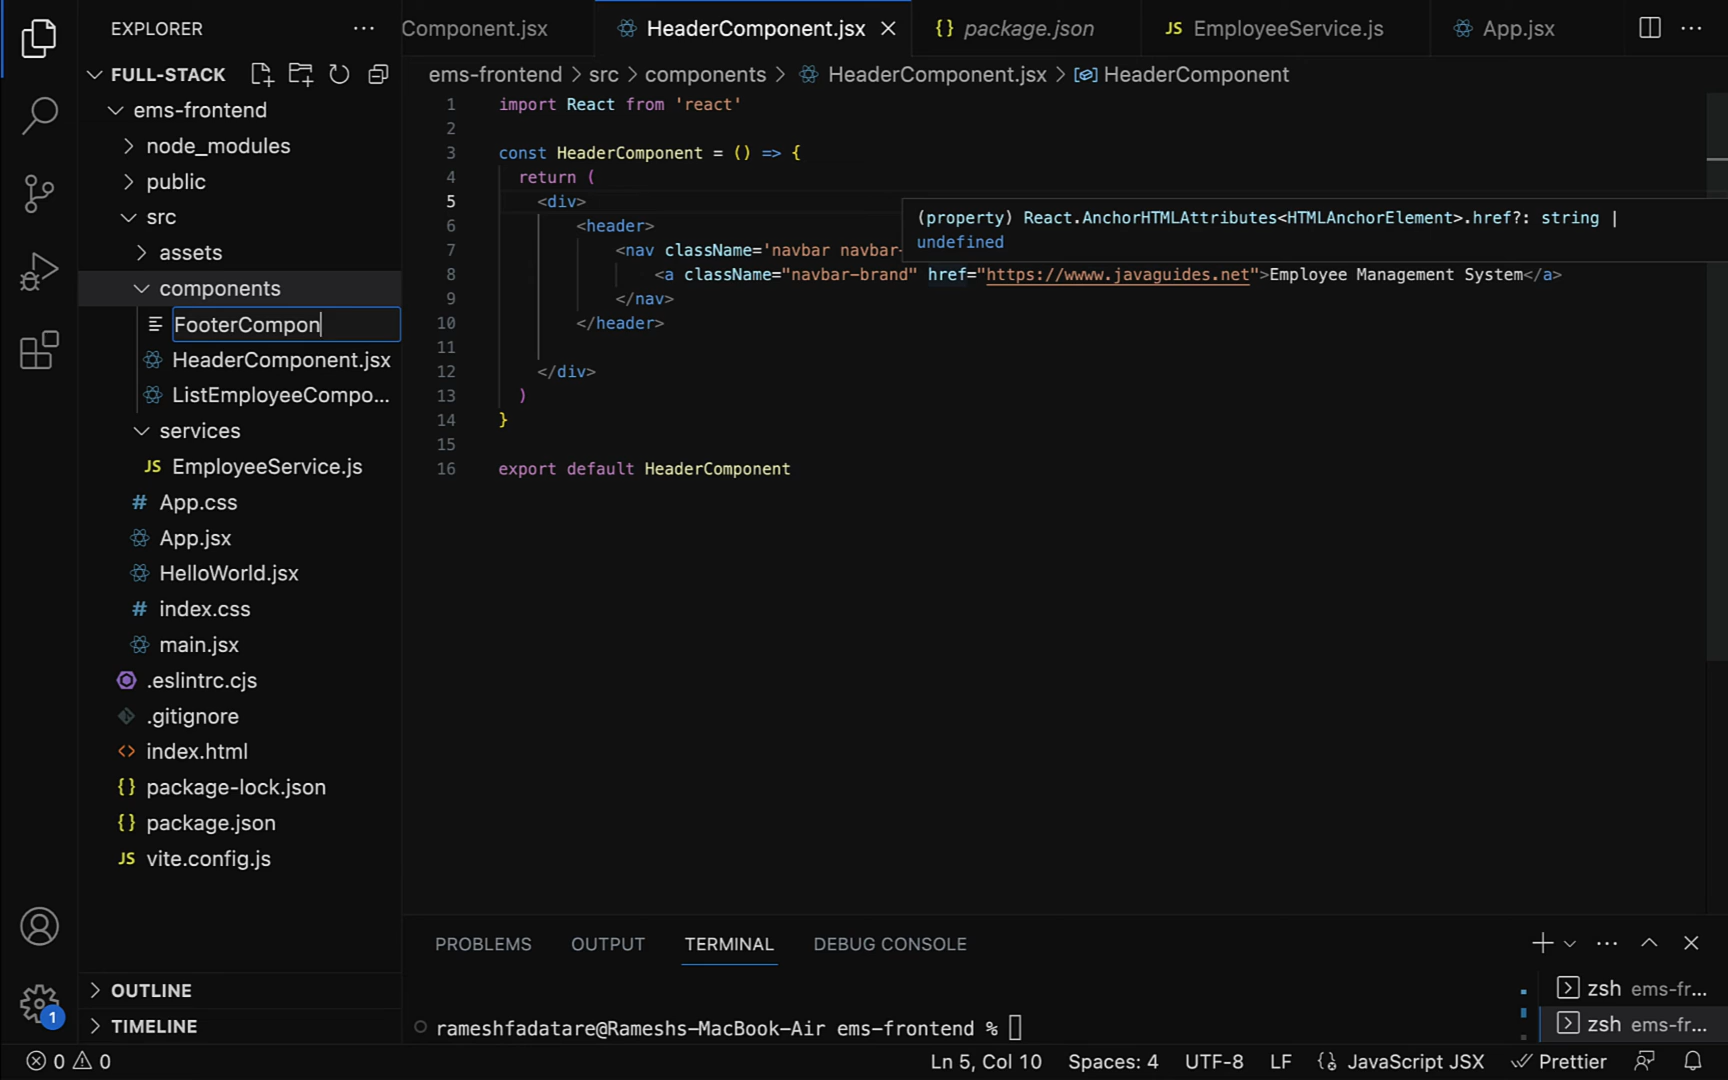 EXPLORER
Component.jsx
HeaderComponent.jsx
{} package.json
JS EmployeeService.js
App.jsx
FULL-STACK
ems-frontend > src > components > HeaderComponent.jsx > HeaderComponent
ems-frontend
node_modules
public
src
assets
components
FooterCompon
HeaderComponent.jsx
ListEmployeeCompo...
services
JS EmployeeService.js
# App.css
App.jsx
HelloWorld.jsx
# index.css
main.jsx
.eslintrc.cjs
.gitignore
<> index.html
{} package-lock.json
{} package.json
JS vite.config.js
OUTLINE
TIMELINE
1
1 import React from 'react'
2
3 const HeaderComponent = () => {
4 return (
5 <div>
6 <header>
7 <nav className='navbar navbar-
8 <a className="navbar-brand" href="https://wwww.javaguides.net">Employee Management System</a>
9 </nav>
10 </header>
11
12 </div>
13 )
14 }
15
16 export default HeaderComponent
(property) React.AnchorHTMLAttributes<HTMLAnchorElement>.href?: string |
undefined
PROBLEMS OUTPUT TERMINAL DEBUG CONSOLE
rameshfadatare@Rameshs-MacBook-Air ems-frontend %
zsh ems-fr...
zsh ems-fr...
0 0
Ln 5, Col 10 Spaces: 4 UTF-8 LF {} JavaScript JSX Prettier